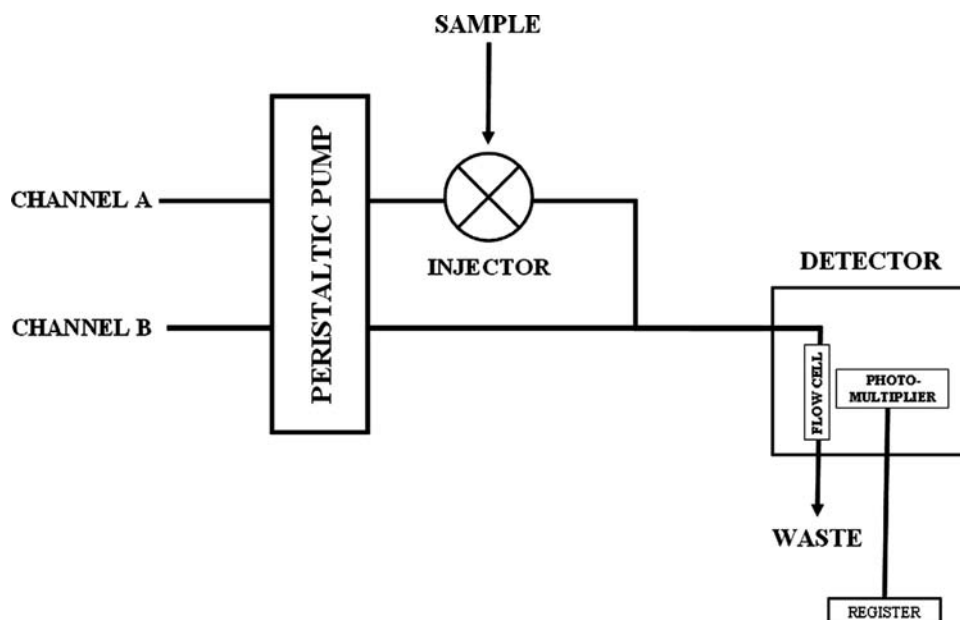 SAMPLE
PERISTALTIC PUMP
CHANNEL A
INJECTOR
DETECTOR
CHANNEL B
FLOW CELL
PHOTO-
MULTIPLIER
WASTE
REGISTER